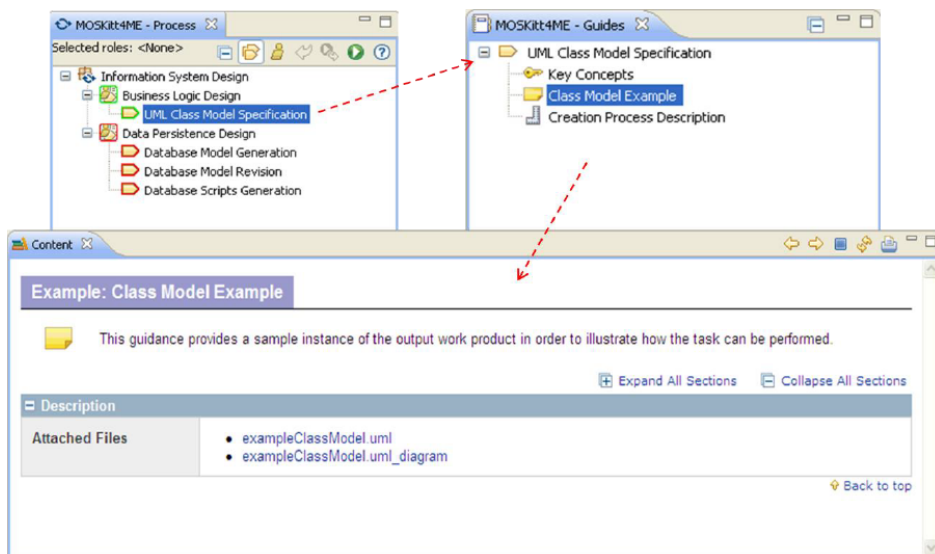 MOSKitt4ME - Process
Selected roles: <None>
Information System Design
Business Logic Design
UML Class Model Specification
Data Persistence Design
Database Model Generation
Database Model Revision
Database Scripts Generation
MOSKitt4ME - Guides
UML Class Model Specification
Key Concepts
Class Model Example
Creation Process Description
Content
Example: Class Model Example
This guidance provides a sample instance of the output work product in order to illustrate how the task can be performed.
Expand All Sections Collapse All Sections
Description
Attached Files
exampleClassModel.uml
exampleClassModel.uml_diagram
Back to top